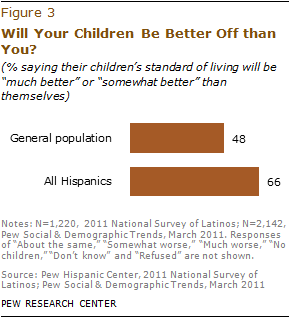 Figure 3
Will Your Children Be Better Off than
You?
(% saying their children's standard of living will be
"much better" or "somewhat better" than
themselves)
General population 48
All Hispanics 66
Notes: N=1,220, 2011 National Survey of Latinos; N=2,142,
Pew Social & Demographic Trends, March 2011. Responses
of "About the same," "Somewhat worse," "Much worse," "No
children," "Don't know" and "Refused" are not shown.
Source: Pew Hispanic Center, 2011 National Survey of
Latinos; Pew Social & Demographic Trends, March 2011
PEW RESEARCH CENTER